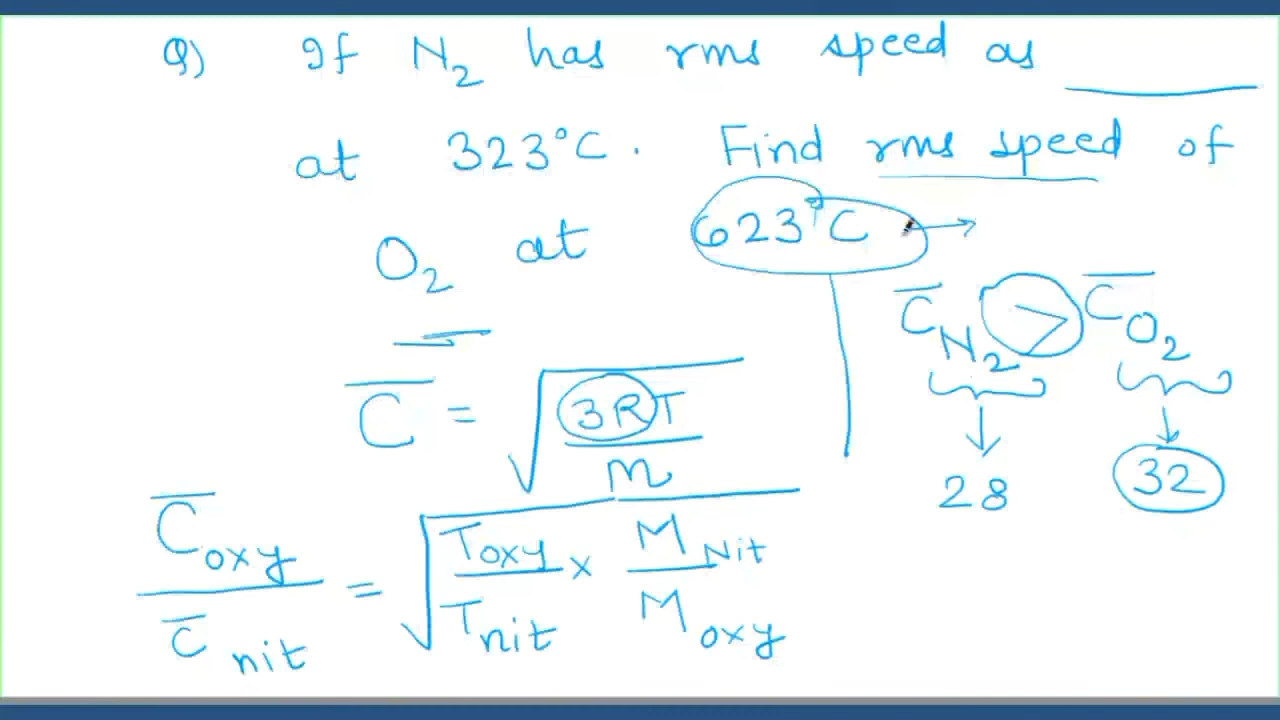 Q) If N₂ has rms speed as ______
at 323°C. Find rms speed of
O₂ at 623°C →
C̅ N₂ > C̅ O₂
C̅ = √(3RT/M)
28 32
C̅oxy / C̅nit = √(Toxy/Tnit × MNit/Moxy)